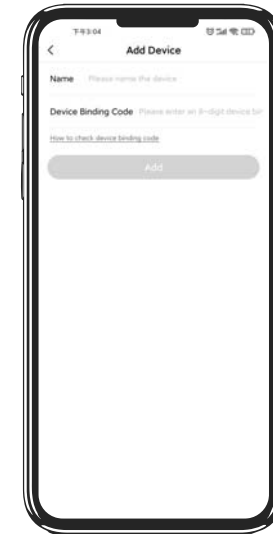 下午3:04
Add Device
Name Please name the device
Device Binding Code Please enter an 8-digit device bin
How to check device binding code
Add